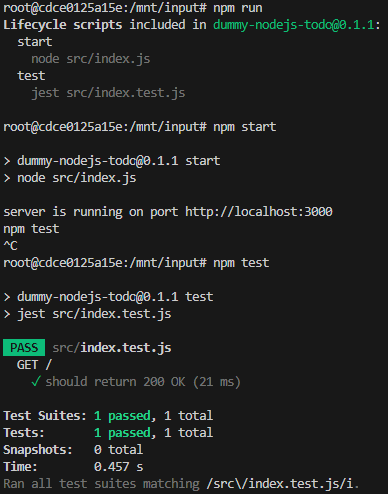 root@cdce0125a15e:/mnt/input# npm run
Lifecycle scripts included in dummy-nodejs-todo@0.1.1:
  start
    node src/index.js
  test
    jest src/index.test.js

root@cdce0125a15e:/mnt/input# npm start

> dummy-nodejs-todo@0.1.1 start
> node src/index.js

server is running on port http://localhost:3000
npm test
^C
root@cdce0125a15e:/mnt/input# npm test

> dummy-nodejs-todo@0.1.1 test
> jest src/index.test.js

PASS src/index.test.js
  GET /
    ✓ should return 200 OK (21 ms)

Test Suites: 1 passed, 1 total
Tests:       1 passed, 1 total
Snapshots:   0 total
Time:        0.457 s
Ran all test suites matching /src\/index.test.js/i.